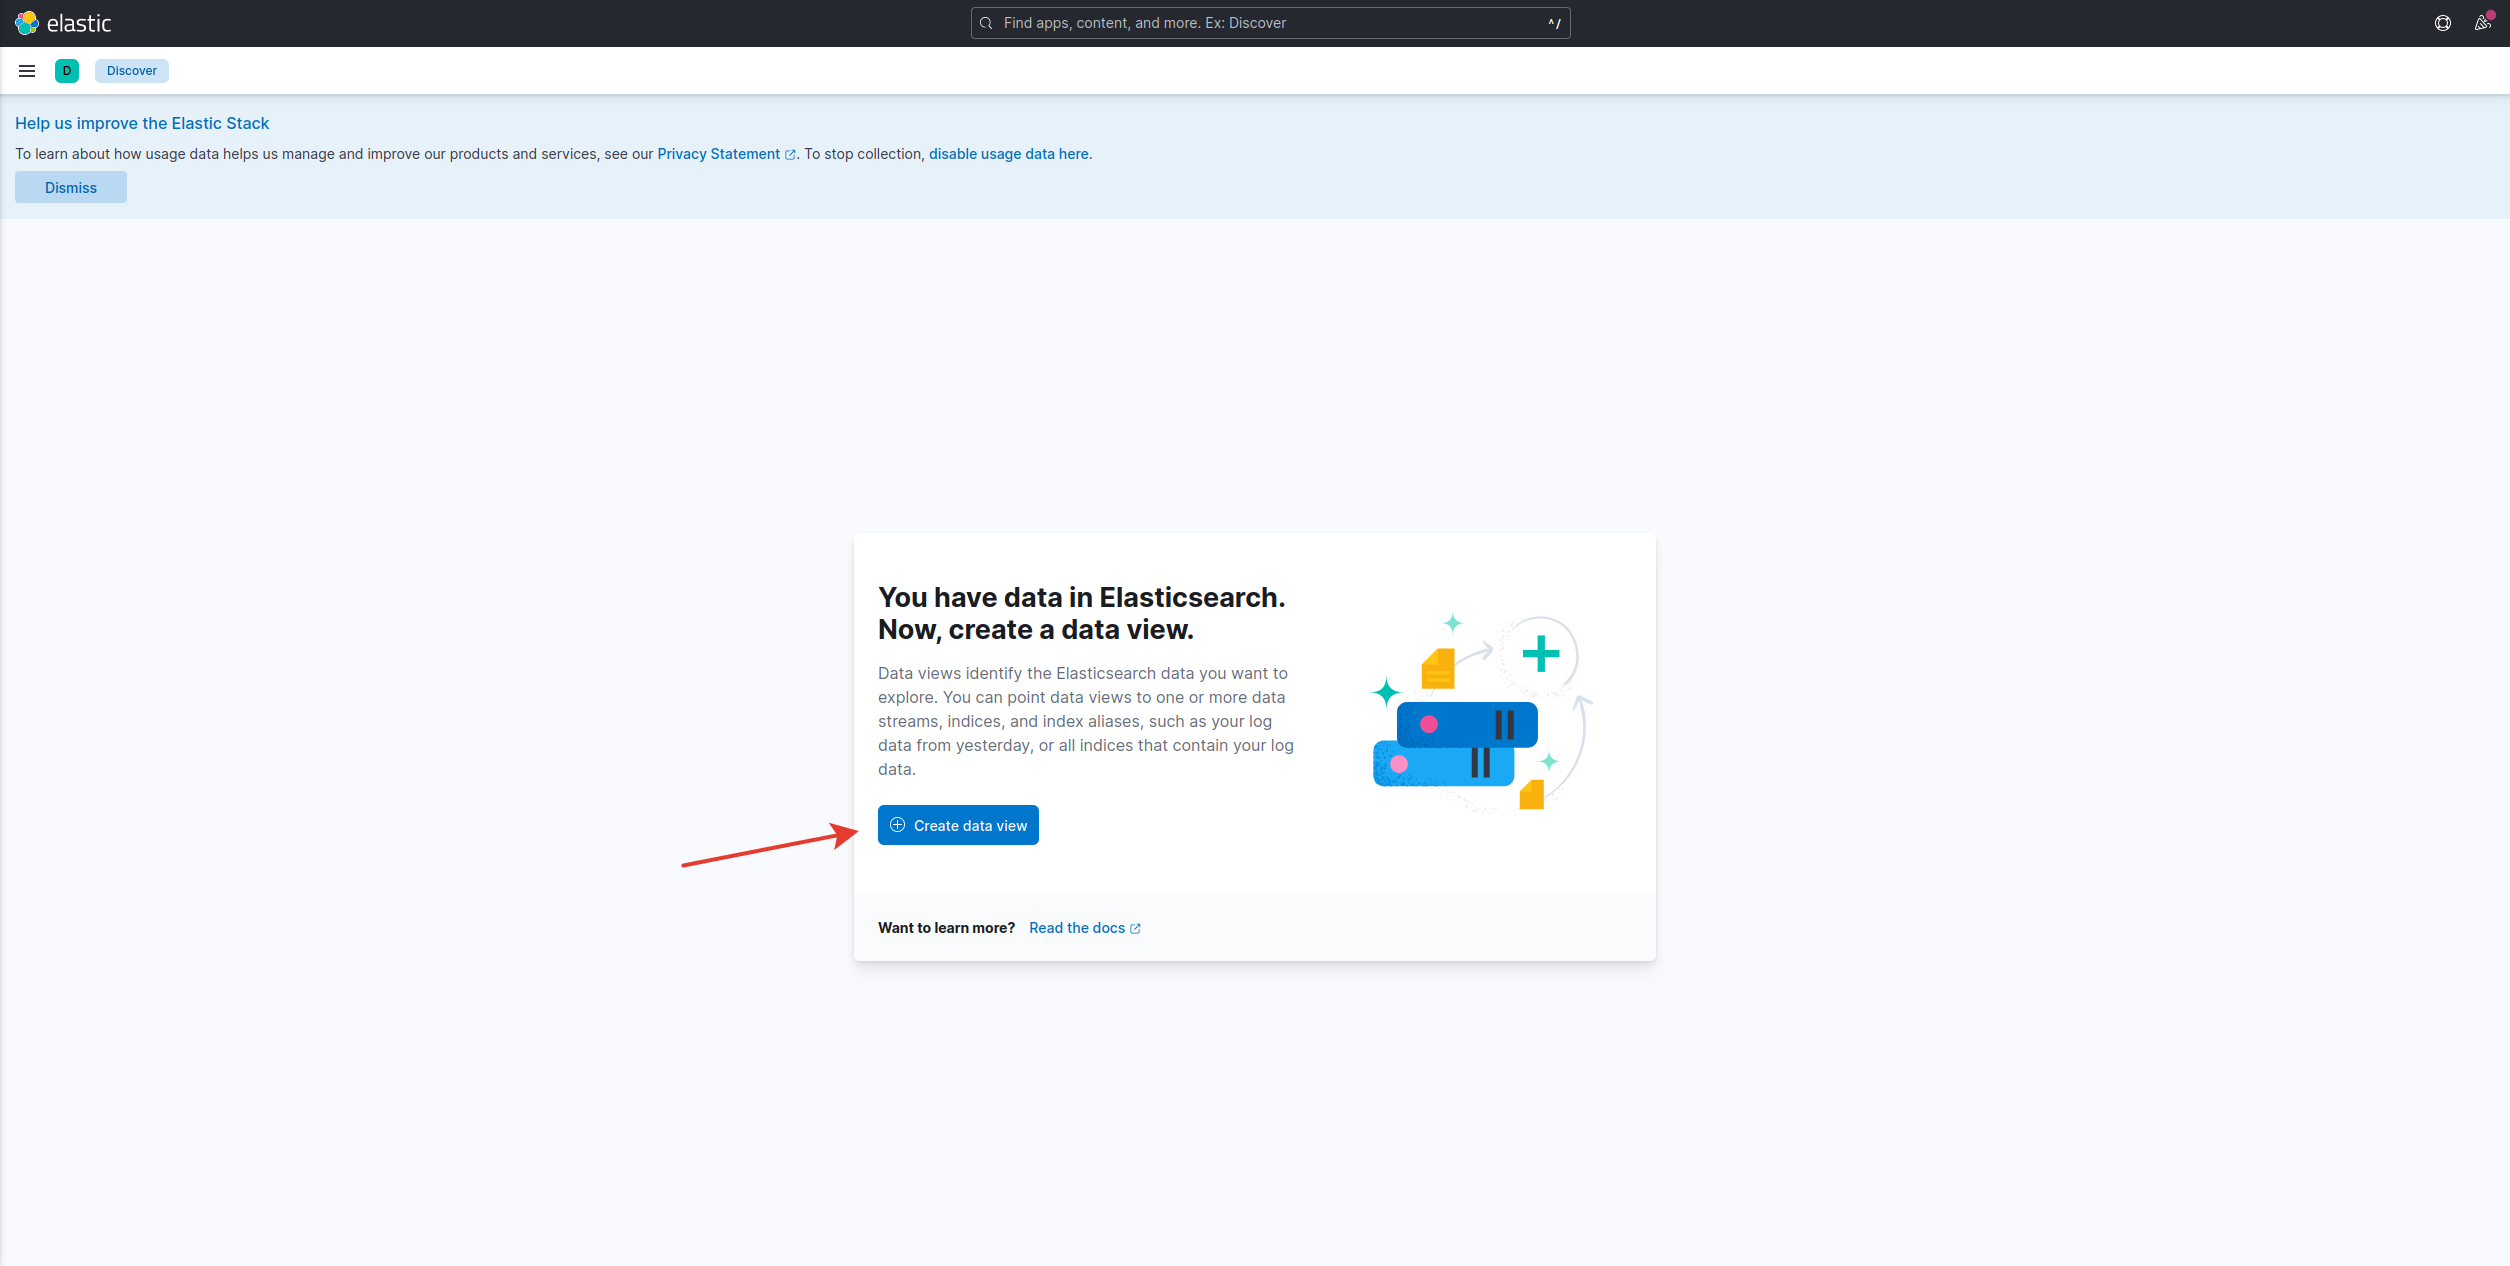 elastic
Find apps, content, and more. Ex: Discover
^/
D
Discover
Help us improve the Elastic Stack
To learn about how usage data helps us manage and improve our products and services, see our Privacy Statement. To stop collection, disable usage data here.
Dismiss
You have data in Elasticsearch.
Now, create a data view.
Data views identify the Elasticsearch data you want to
explore. You can point data views to one or more data
streams, indices, and index aliases, such as your log
data from yesterday, or all indices that contain your log
data.
Create data view
Want to learn more? Read the docs